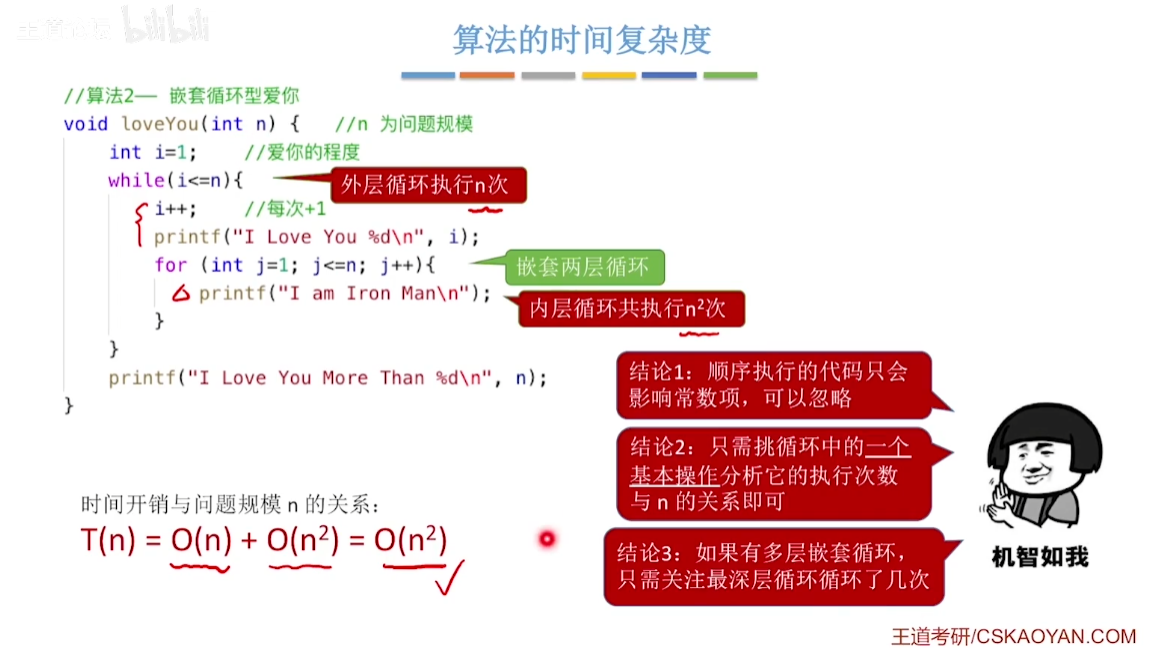 bilibili
算法的时间复杂度
//算法2—— 嵌套循环型爱你
void loveYou(int n) {   //n 为问题规模
    int i=1;    //爱你的程度
    while(i<=n){
外层循环执行n次
        i++;    //每次+1
        printf("I Love You %d\n", i);
        for (int j=1; j<=n; j++){
嵌套两层循环
            printf("I am Iron Man\n");
内层循环共执行n²次
        }
    }
    printf("I Love You More Than %d\n", n);
}
结论1：顺序执行的代码只会
影响常数项，可以忽略
结论2：只需挑循环中的一个
基本操作分析它的执行次数
与 n 的关系即可
结论3：如果有多层嵌套循环，
只需关注最深层循环循环了几次
机智如我
时间开销与问题规模 n 的关系：
T(n) = O(n) + O(n²) = O(n²)
王道考研/CSKAOYAN.COM